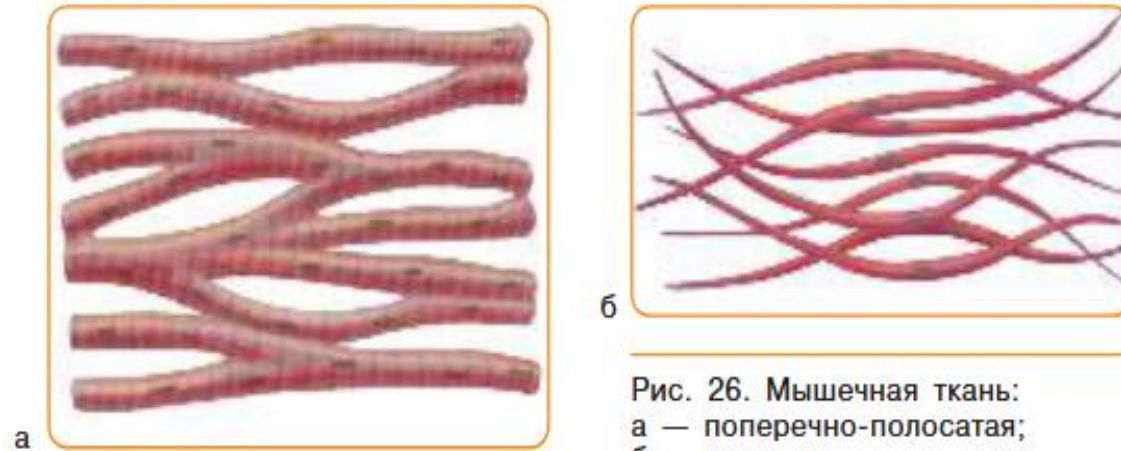 а
б
Рис. 26. Мышечная ткань:
а — поперечно-полосатая;